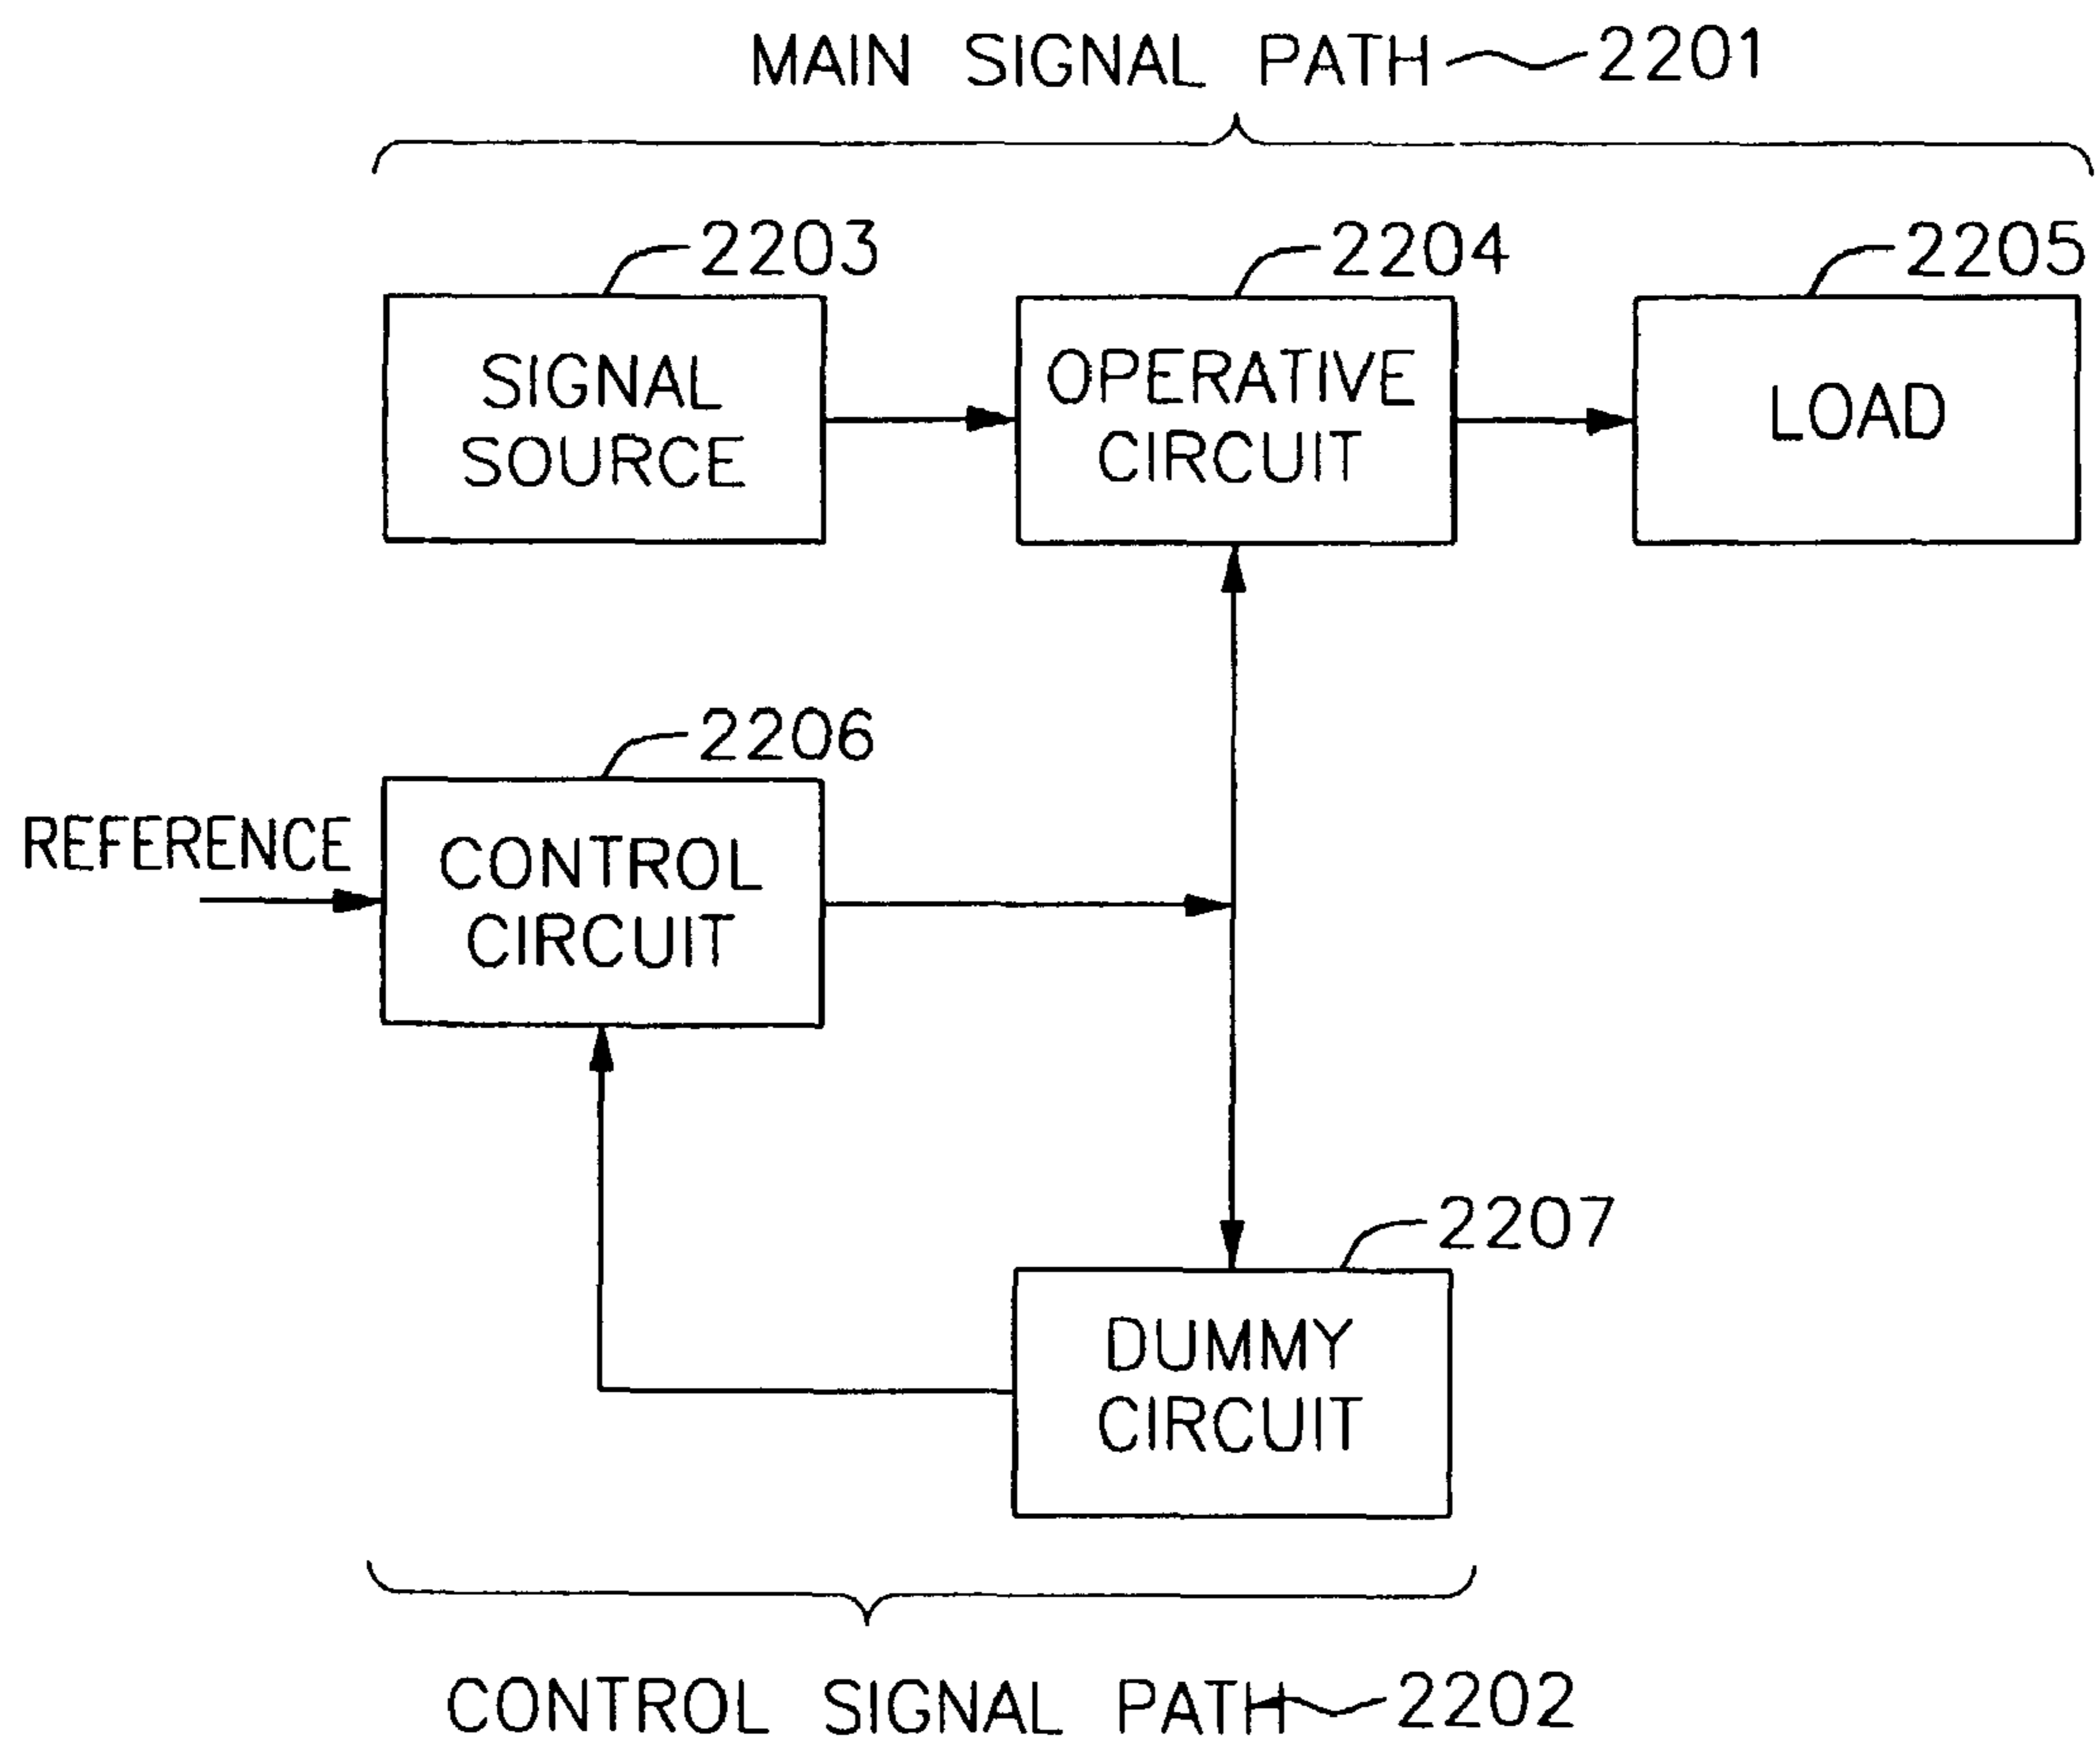 MAIN SIGNAL PATH 2201
2203
2204
2205
SIGNAL
SOURCE
OPERATIVE
CIRCUIT
LOAD
2206
REFERENCE
CONTROL
CIRCUIT
2207
DUMMY
CIRCUIT
CONTROL SIGNAL PATH 2202